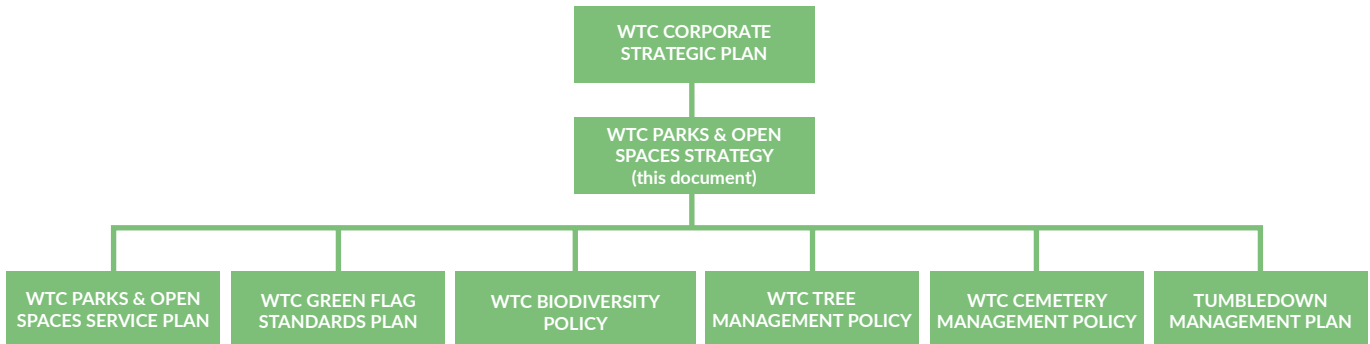 WTC CORPORATE
STRATEGIC PLAN
WTC PARKS & OPEN
SPACES STRATEGY
(this document)
WTC PARKS & OPEN
SPACES SERVICE PLAN
WTC GREEN FLAG
STANDARDS PLAN
WTC BIODIVERSITY
POLICY
WTC TREE
MANAGEMENT POLICY
WTC CEMETERY
MANAGEMENT POLICY
TUMBLEDOWN
MANAGEMENT PLAN